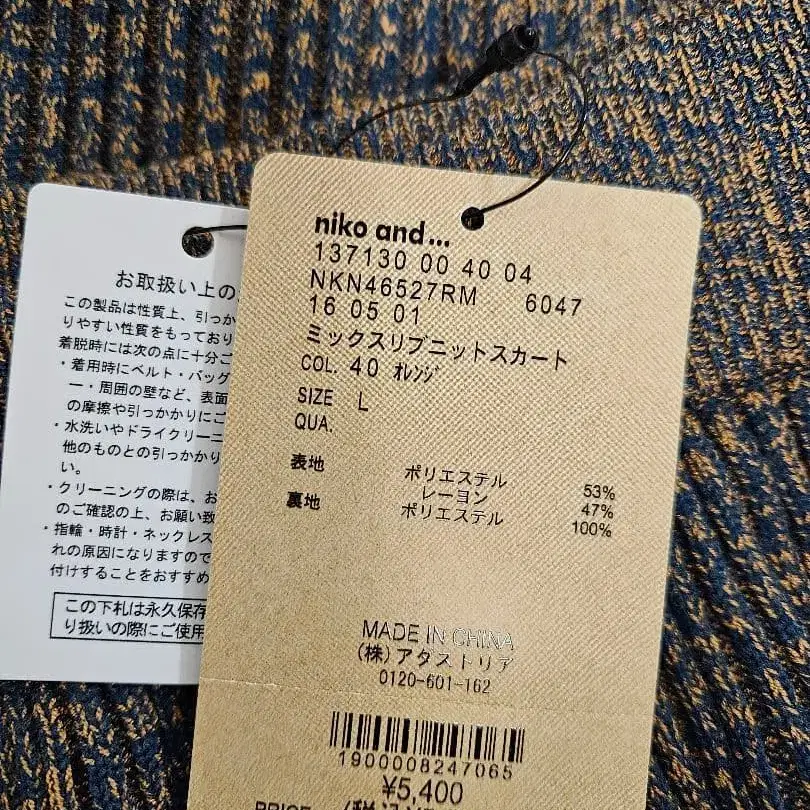 お取扱い上の
この製品は性質上、引っか
りやすい性質をもっており
着脱時には次の点に十分ご
・着用時にベルト・バッグ
ー・周囲の壁など、表面
の摩擦や引っかかりにご
・水洗いやドライクリーニ
他のものとの引っかかり
い。
・クリーニングの際は、お
のご確認の上、お願い致
・指輪・時計・ネックレス
れの原因になりますので
付けすることをおすすめ
この下札は永久保存
り扱いの際にご使用
niko and...
137130 00 40 04
NKN46527RM 6047
16 05 01
ミックスリブニットスカート
COL. 40 オレンジ
SIZE L
QUA.
表地 ポリエステル 53%
レーヨン 47%
裏地 ポリエステル 100%
MADE IN CHINA
(株)アダストリア
0120-601-162
1900008247065
¥5,400
PRICE